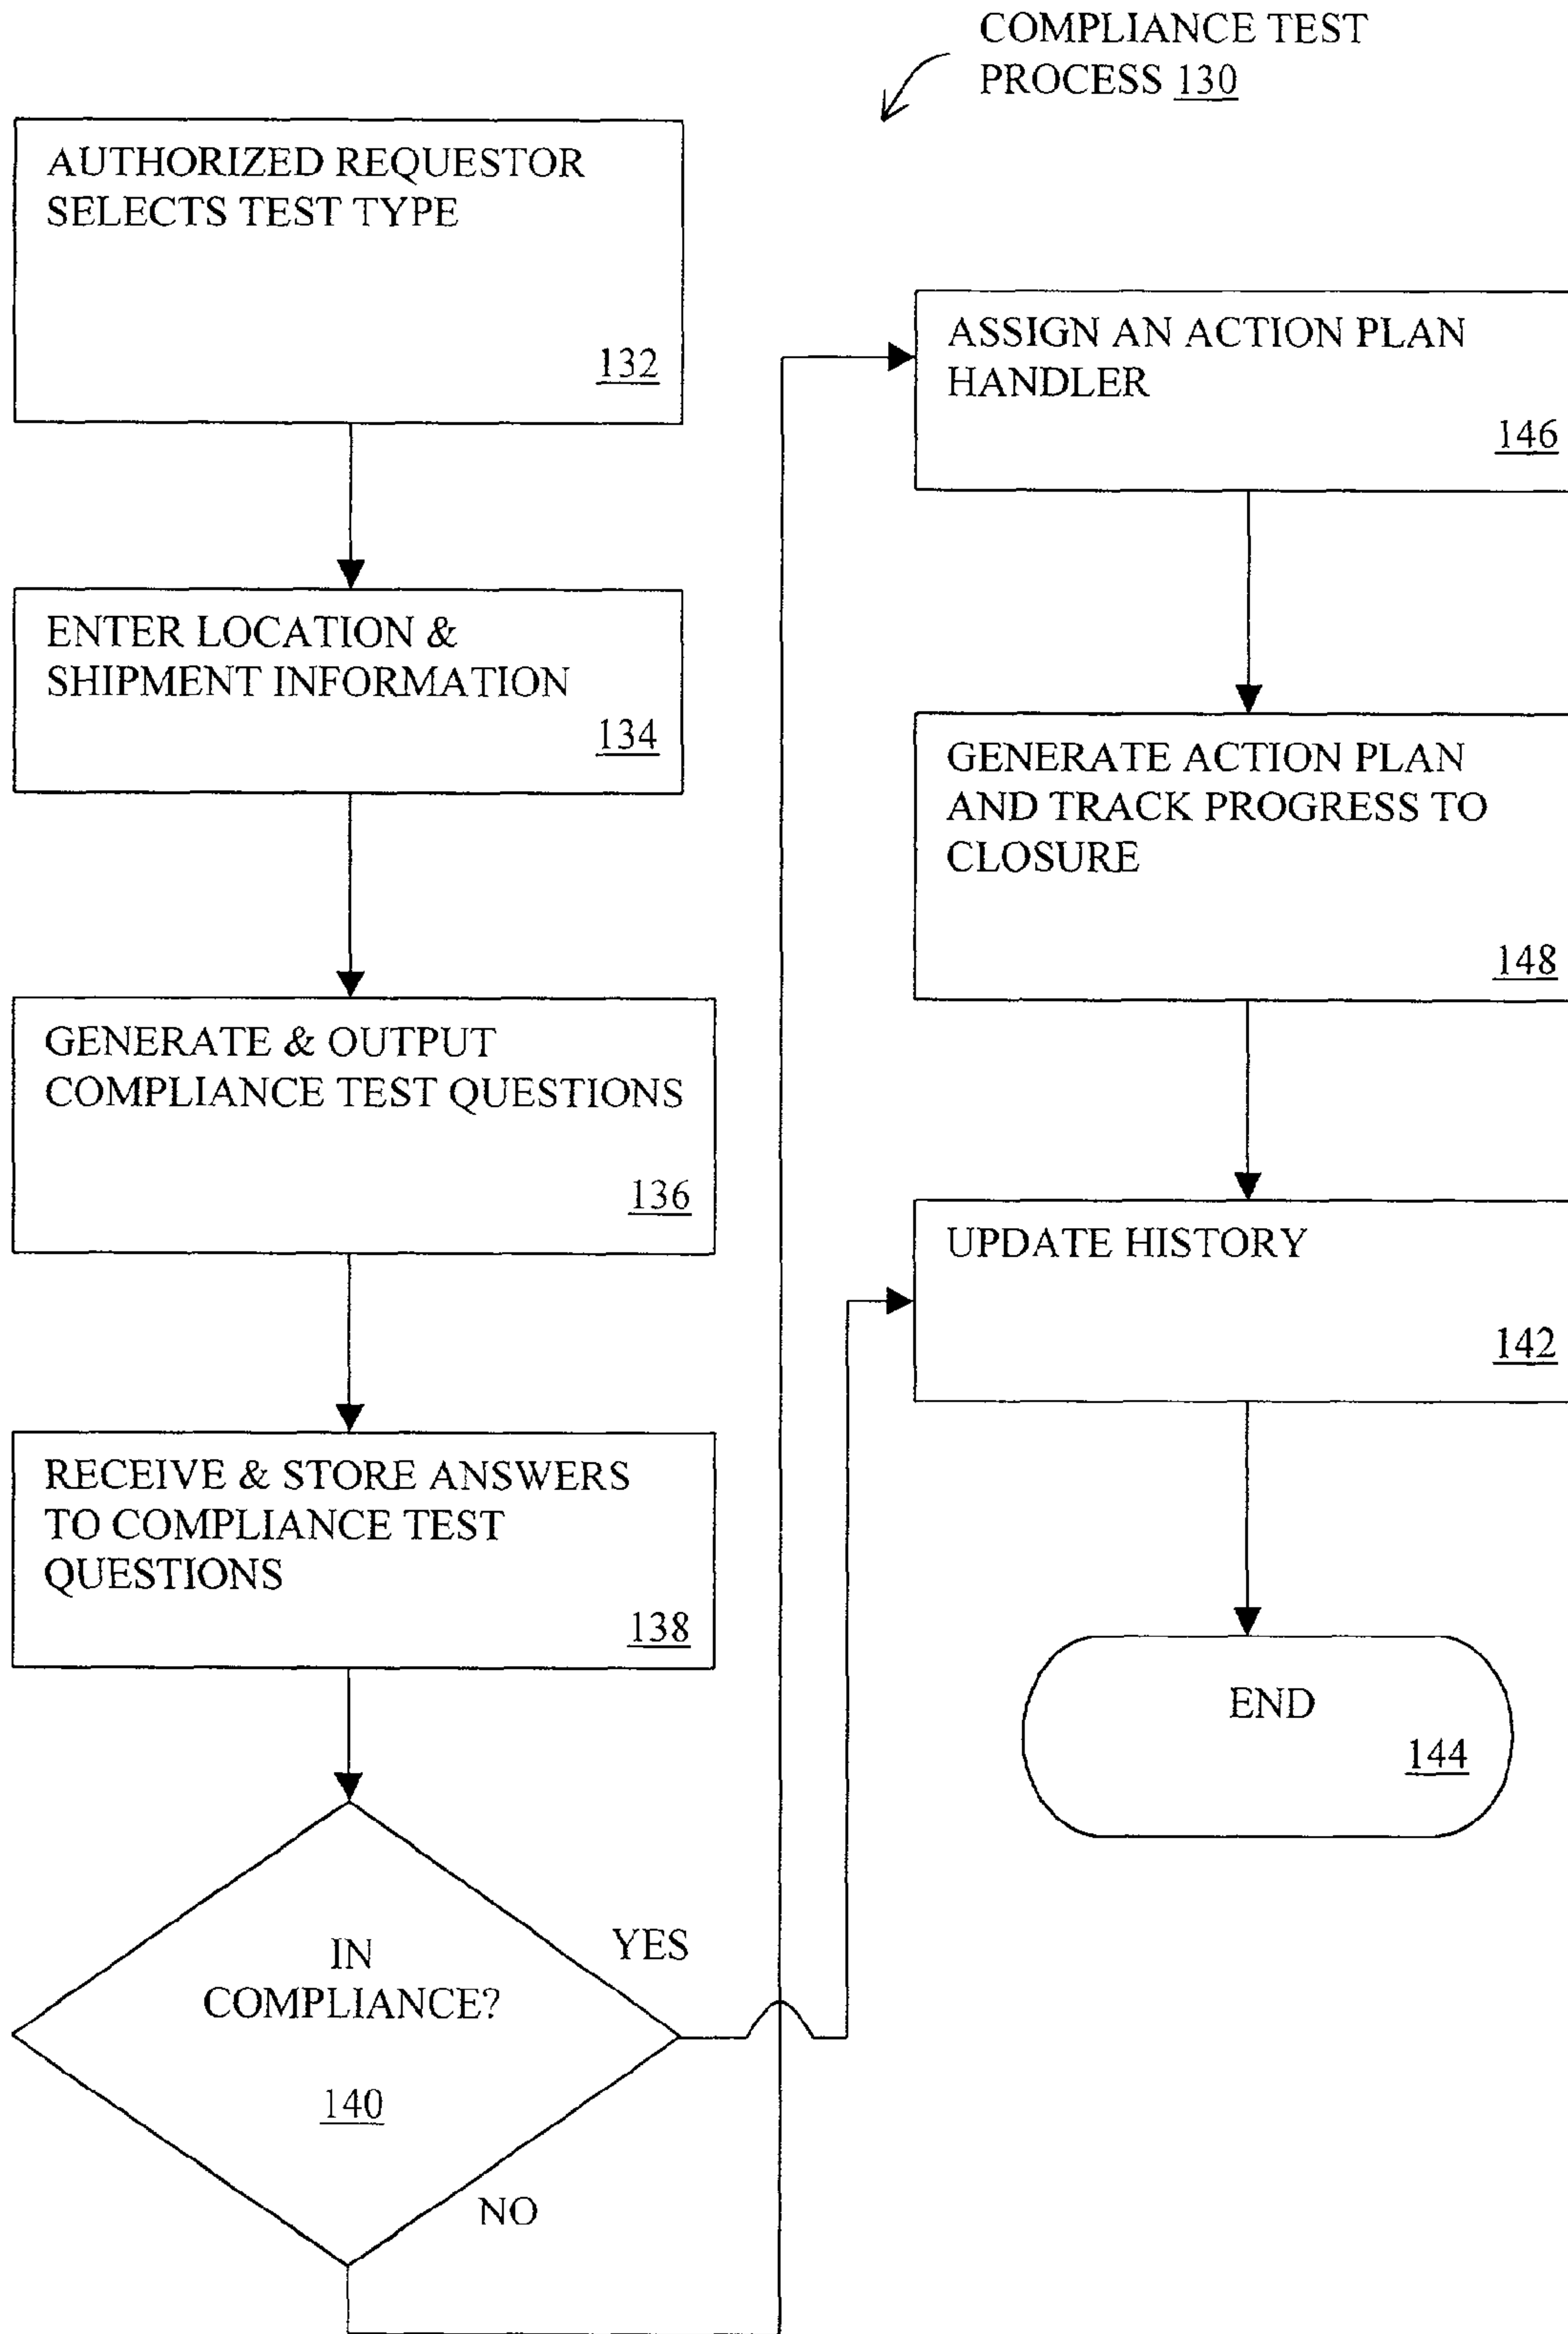 COMPLIANCE TEST
PROCESS 130
AUTHORIZED REQUESTOR
SELECTS TEST TYPE
132
ENTER LOCATION &
SHIPMENT INFORMATION
134
GENERATE & OUTPUT
COMPLIANCE TEST QUESTIONS
136
RECEIVE & STORE ANSWERS
TO COMPLIANCE TEST
QUESTIONS
138
IN
COMPLIANCE?
140
YES
NO
ASSIGN AN ACTION PLAN
HANDLER
146
GENERATE ACTION PLAN
AND TRACK PROGRESS TO
CLOSURE
148
UPDATE HISTORY
142
END
144